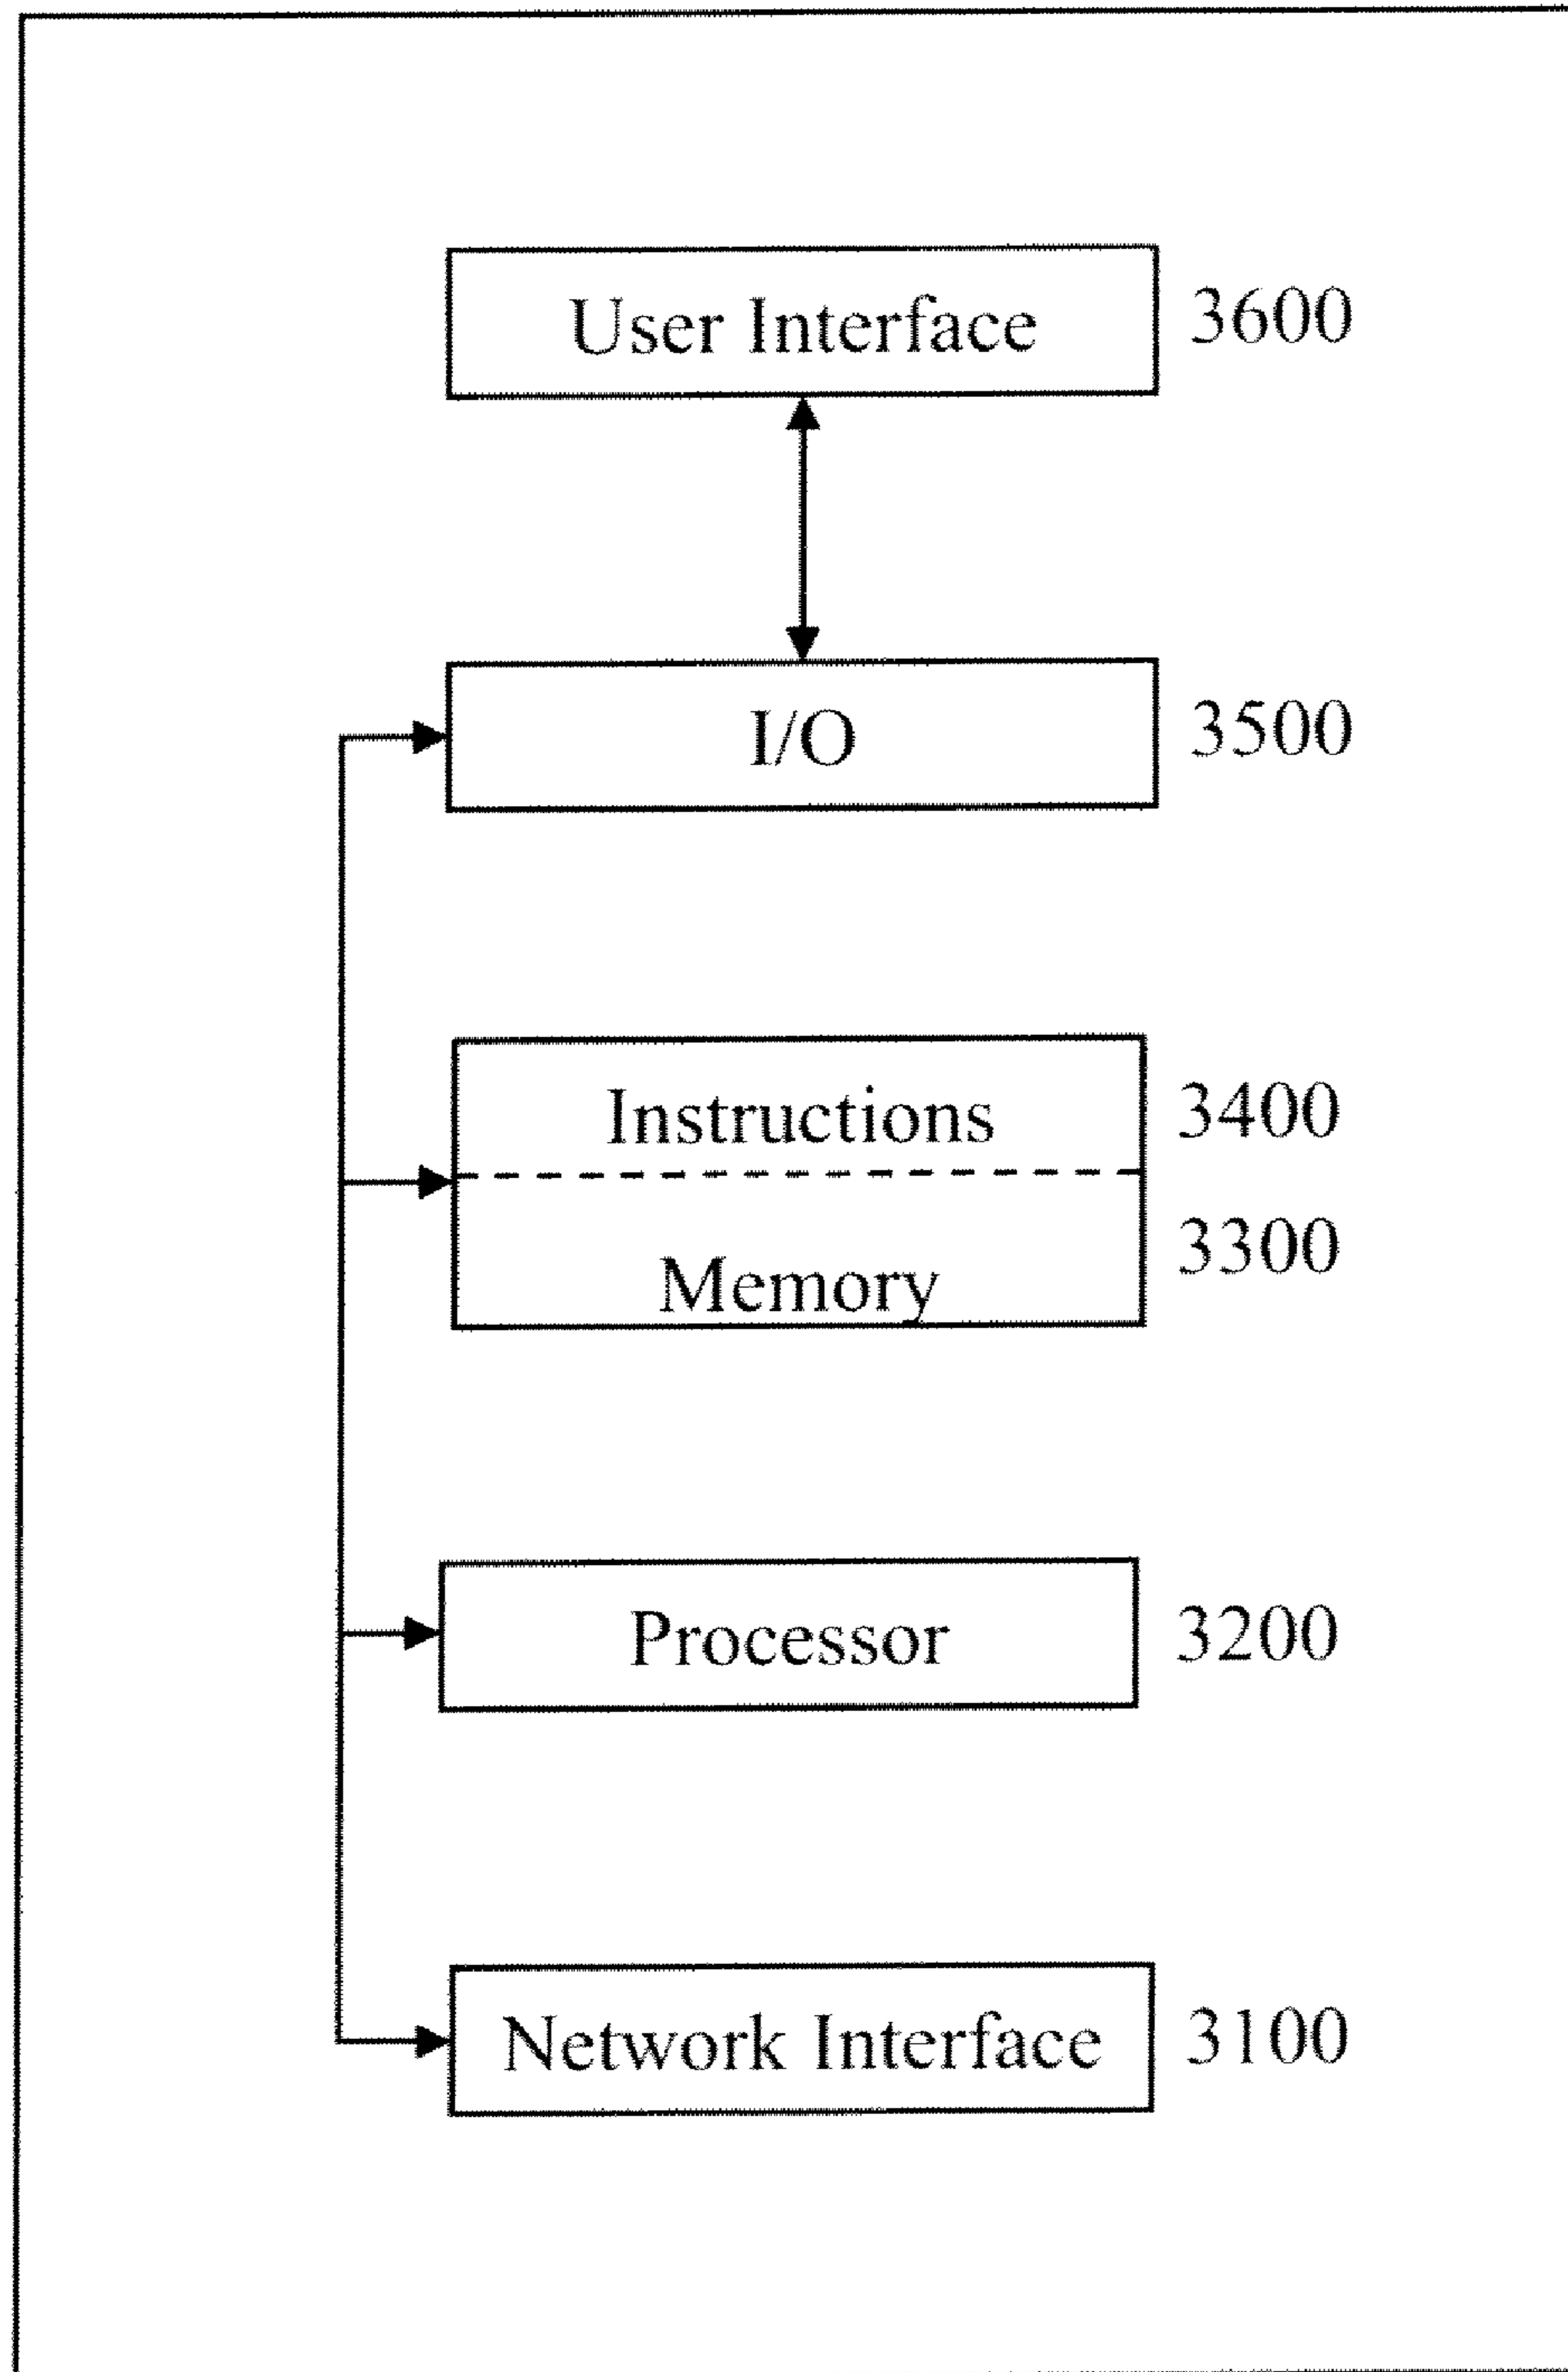 User Interface 3600
I/O 3500
Instructions 3400
Memory 3300
Processor 3200
Network Interface 3100